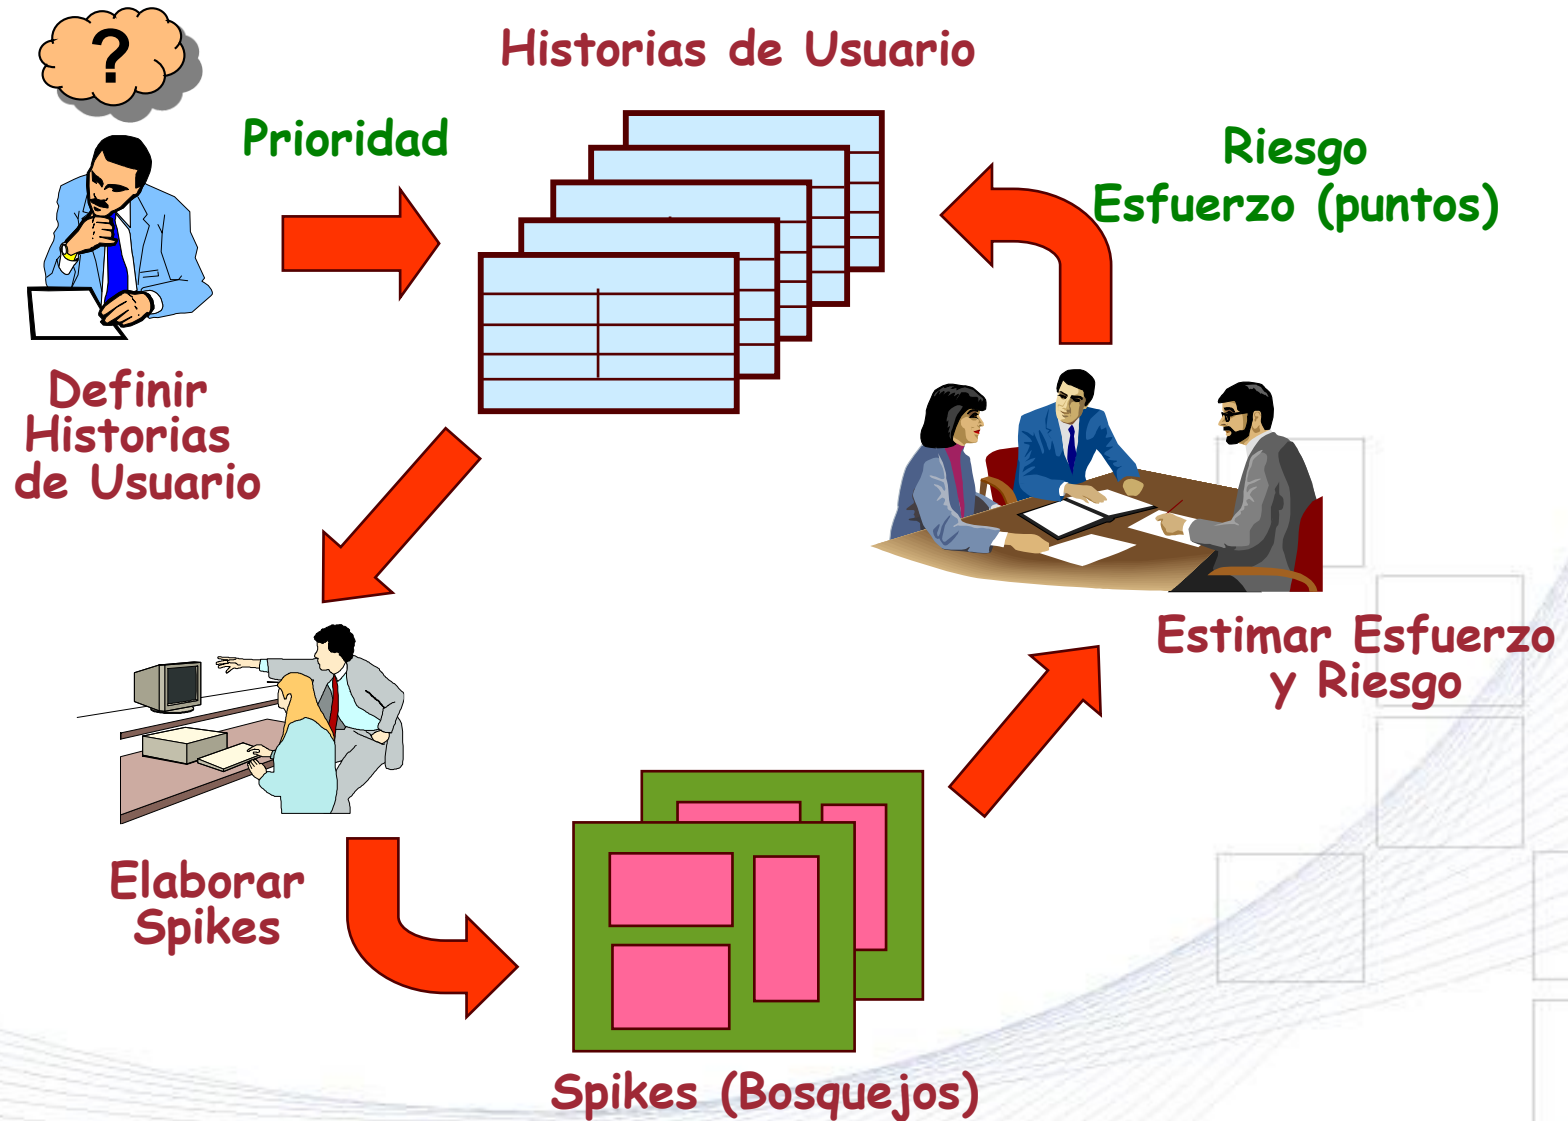 ?
Historias de Usuario
Prioridad
Riesgo
Esfuerzo (puntos)
Definir
Historias
de Usuario
Estimar Esfuerzo
y Riesgo
Elaborar
Spikes
Spikes (Bosquejos)